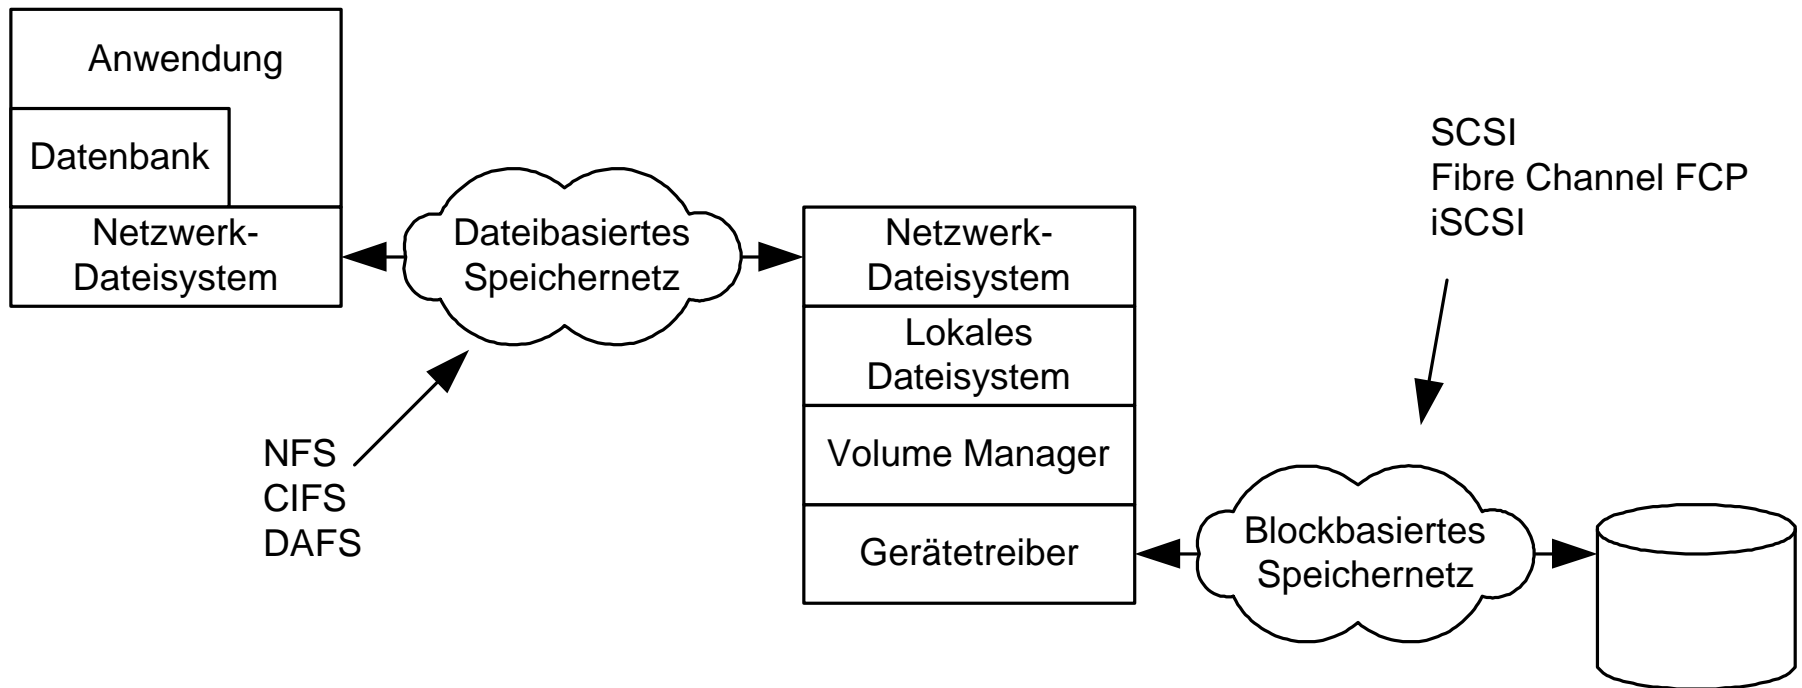 Anwendung
Datenbank
Netzwerk-
Dateisystem
Dateibasiertes
Speichernetz
NFS
CIFS
DAFS
Netzwerk-
Dateisystem
Lokales
Dateisystem
Volume Manager
Gerätetreiber
SCSI
Fibre Channel FCP
iSCSI
Blockbasiertes
Speichernetz